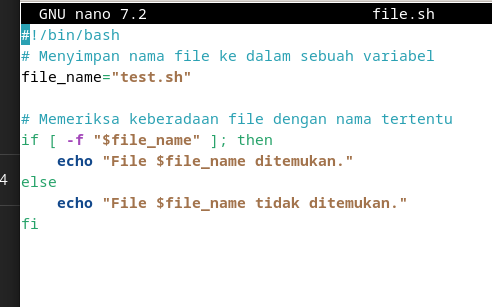 GNU nano 7.2 file.sh
#!/bin/bash
# Menyimpan nama file ke dalam sebuah variabel
file_name="test.sh"
# Memeriksa keberadaan file dengan nama tertentu
if [ -f "$file_name" ]; then
    echo "File $file_name ditemukan."
4
else
    echo "File $file_name tidak ditemukan."
fi